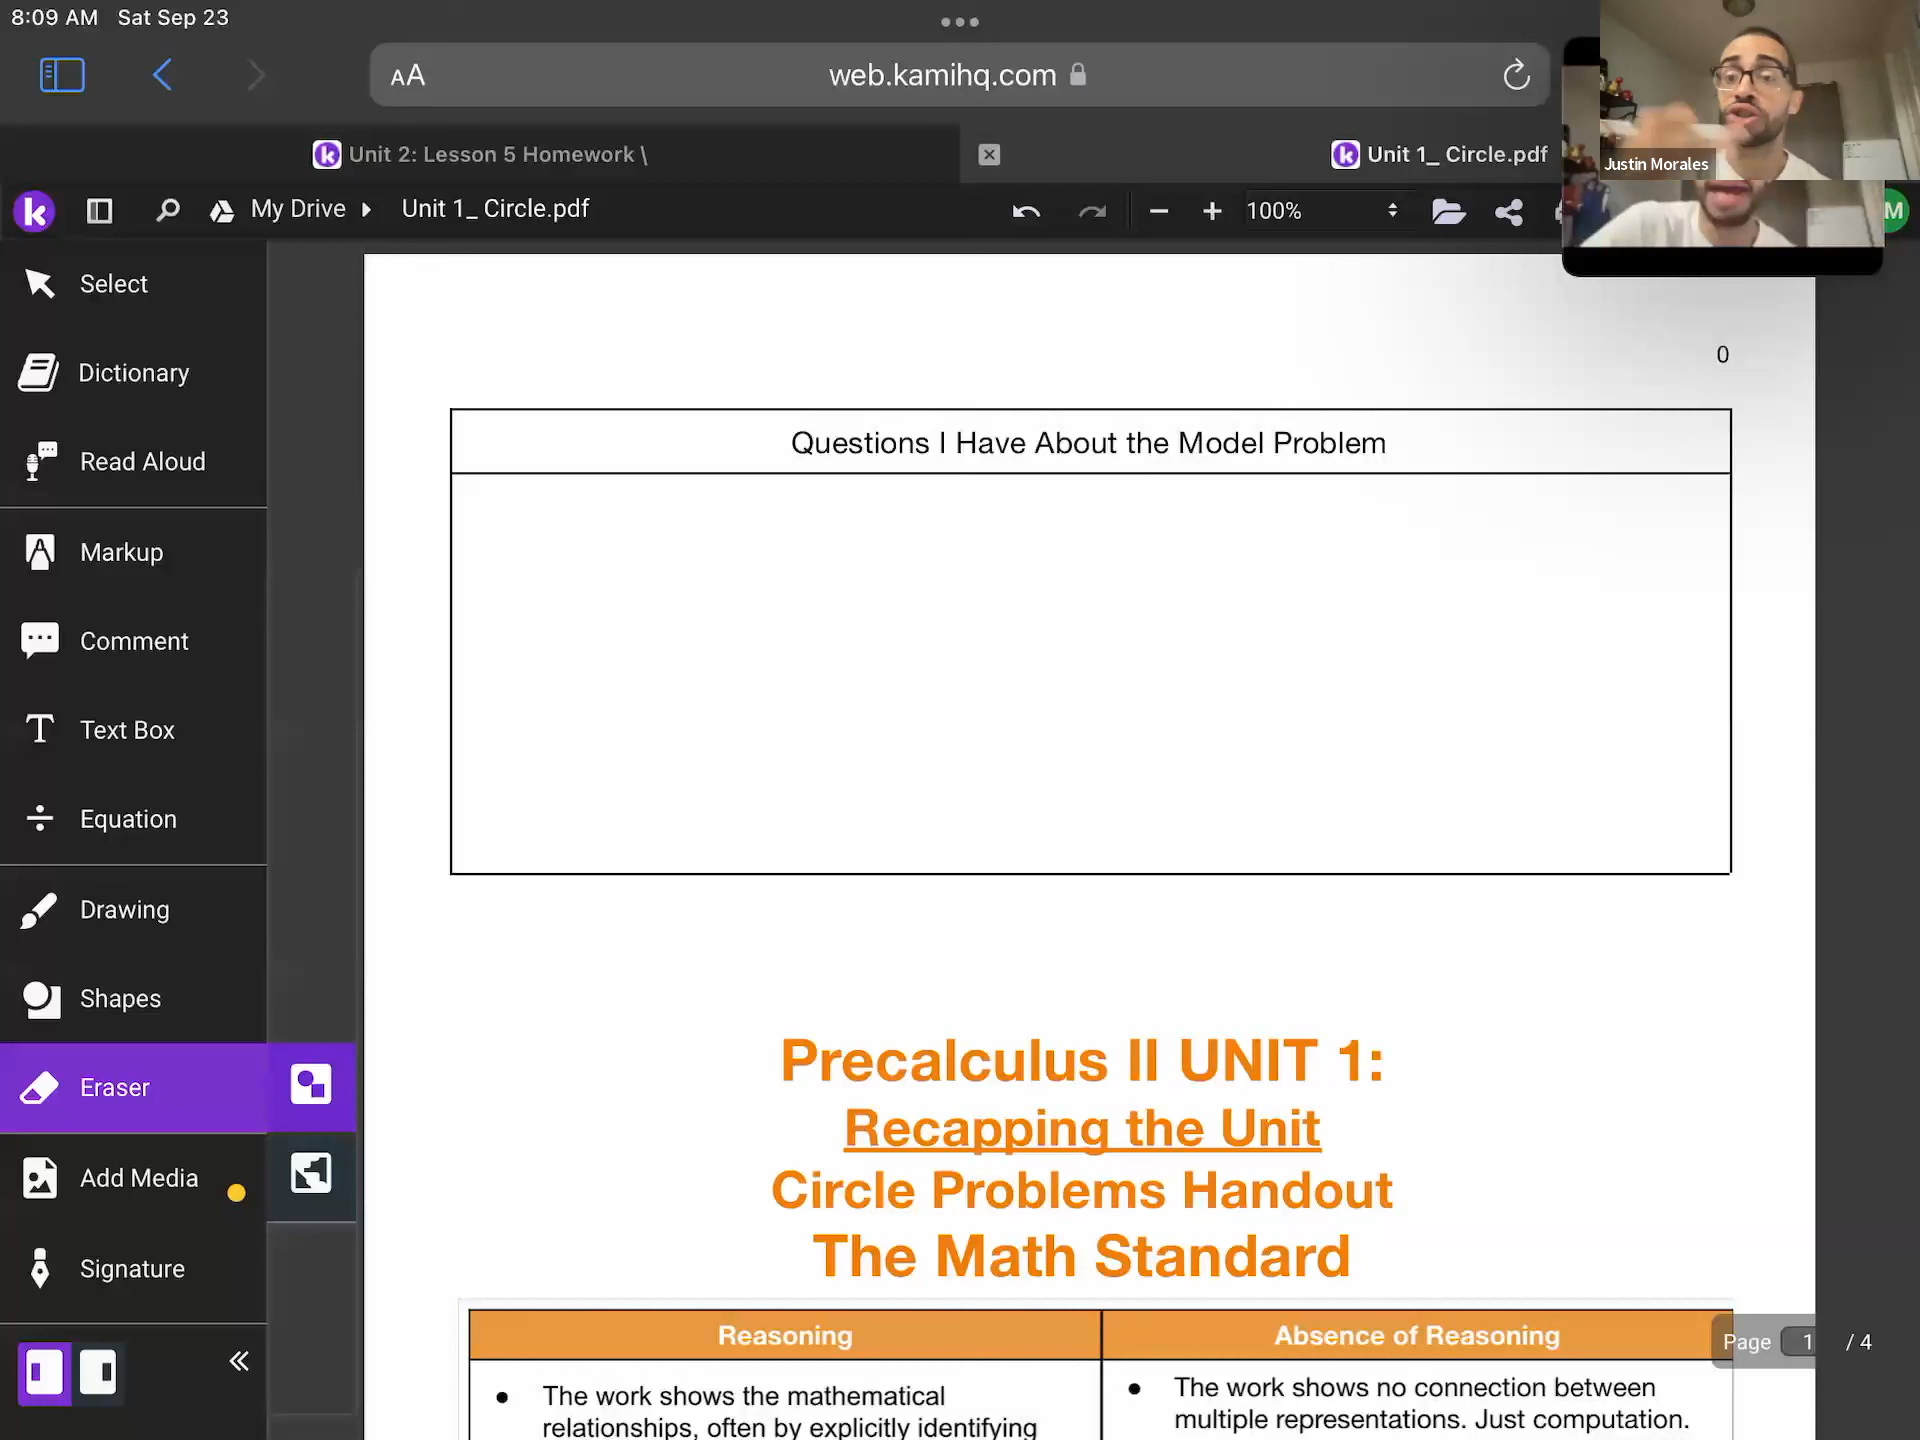 8:09 AM Sat Sep 23
AA
web.kamihq.com
Justin Morales
Unit 2: Lesson 5 Homework \
Unit 1_ Circle.pdf
My Drive
Unit 1_ Circle.pdf
100%
M
Select
Dictionary
Read Aloud
Markup
Comment
Text Box
Equation
Drawing
Shapes
Eraser
Add Media
Signature
0
Questions I Have About the Model Problem
Precalculus II UNIT 1:
Recapping the Unit
Circle Problems Handout
The Math Standard
Reasoning
Absence of Reasoning
The work shows the mathematical
relationships, often by explicitly identifying
The work shows no connection between
multiple representations. Just computation.
Page 1 / 4